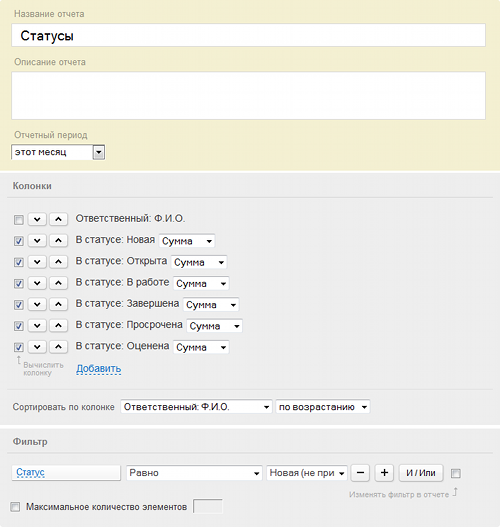 Название отчета
Статусы
Описание отчета
Отчетный период
этот месяц
Колонки
Ответственный: Ф.И.О.
В статусе: Новая Сумма
В статусе: Открыта Сумма
В статусе: В работе Сумма
В статусе: Завершена Сумма
В статусе: Просрочена Сумма
В статусе: Оценена Сумма
Вычислить
колонку
Добавить
Сортировать по колонке Ответственный: Ф.И.О. по возрастанию
Фильтр
Статус Равно Новая (не при И / Или
Изменять фильтр в отчете
Максимальное количество элементов